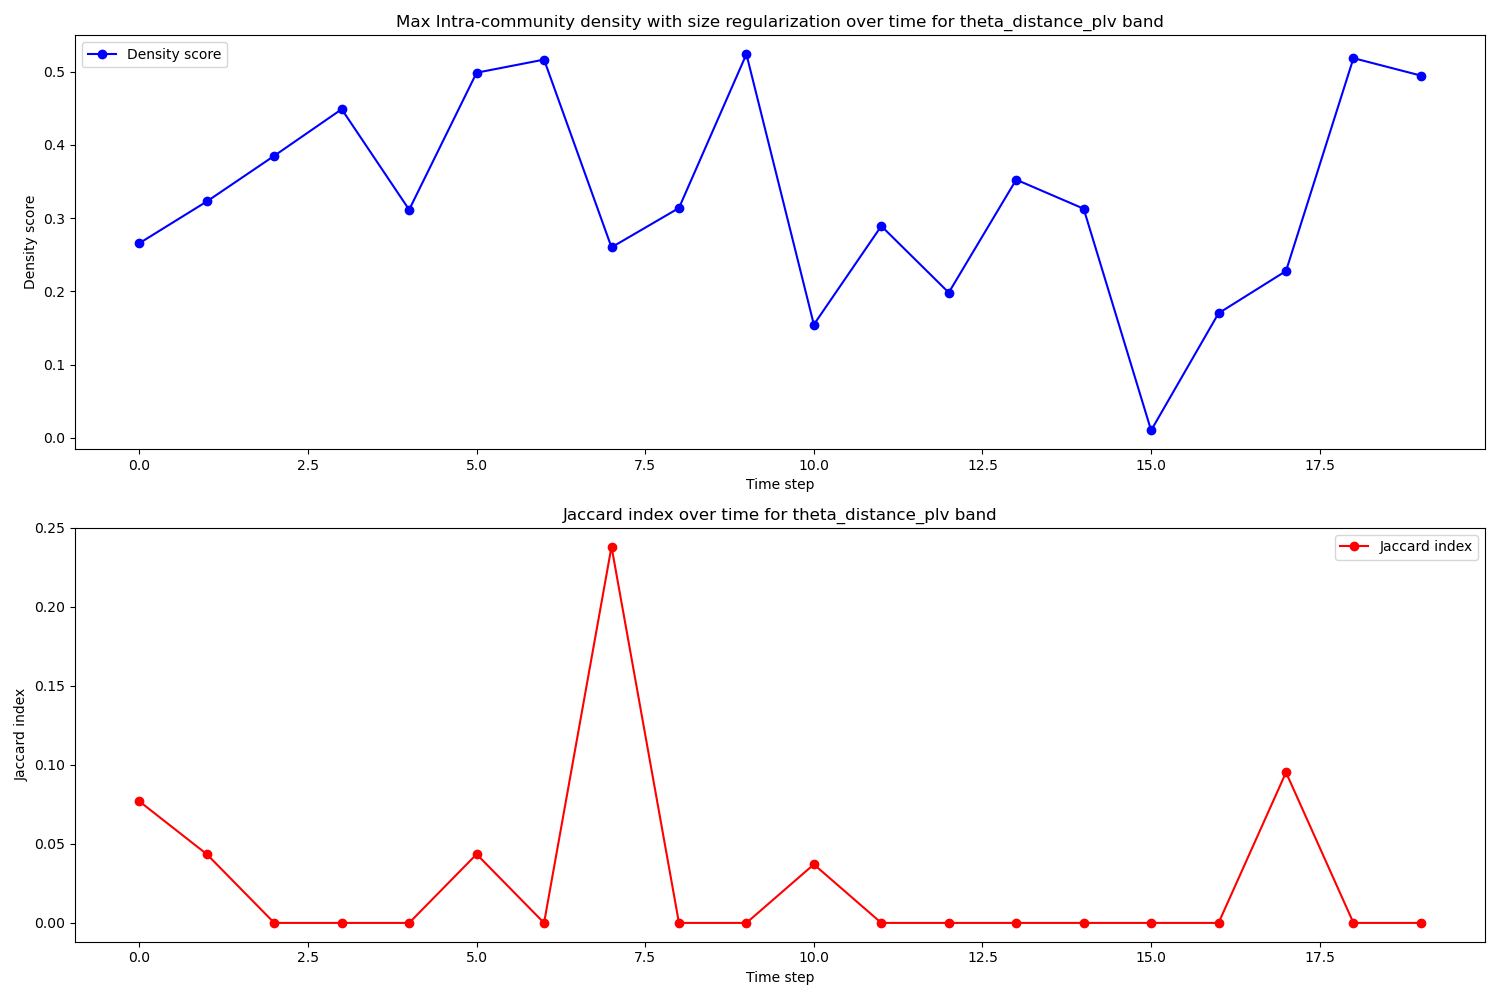 Max Intra-community density with size regularization over time for theta_distance_plv band
Density score
0.5
0.4
0.3
0.2
0.1
0.0
Density score
0.0 2.5 5.0 7.5 10.0 12.5 15.0 17.5
Time step
Jaccard index over time for theta_distance_plv band
Jaccard index
0.25
0.20
0.15
0.10
0.05
0.00
Jaccard index
0.0 2.5 5.0 7.5 10.0 12.5 15.0 17.5
Time step